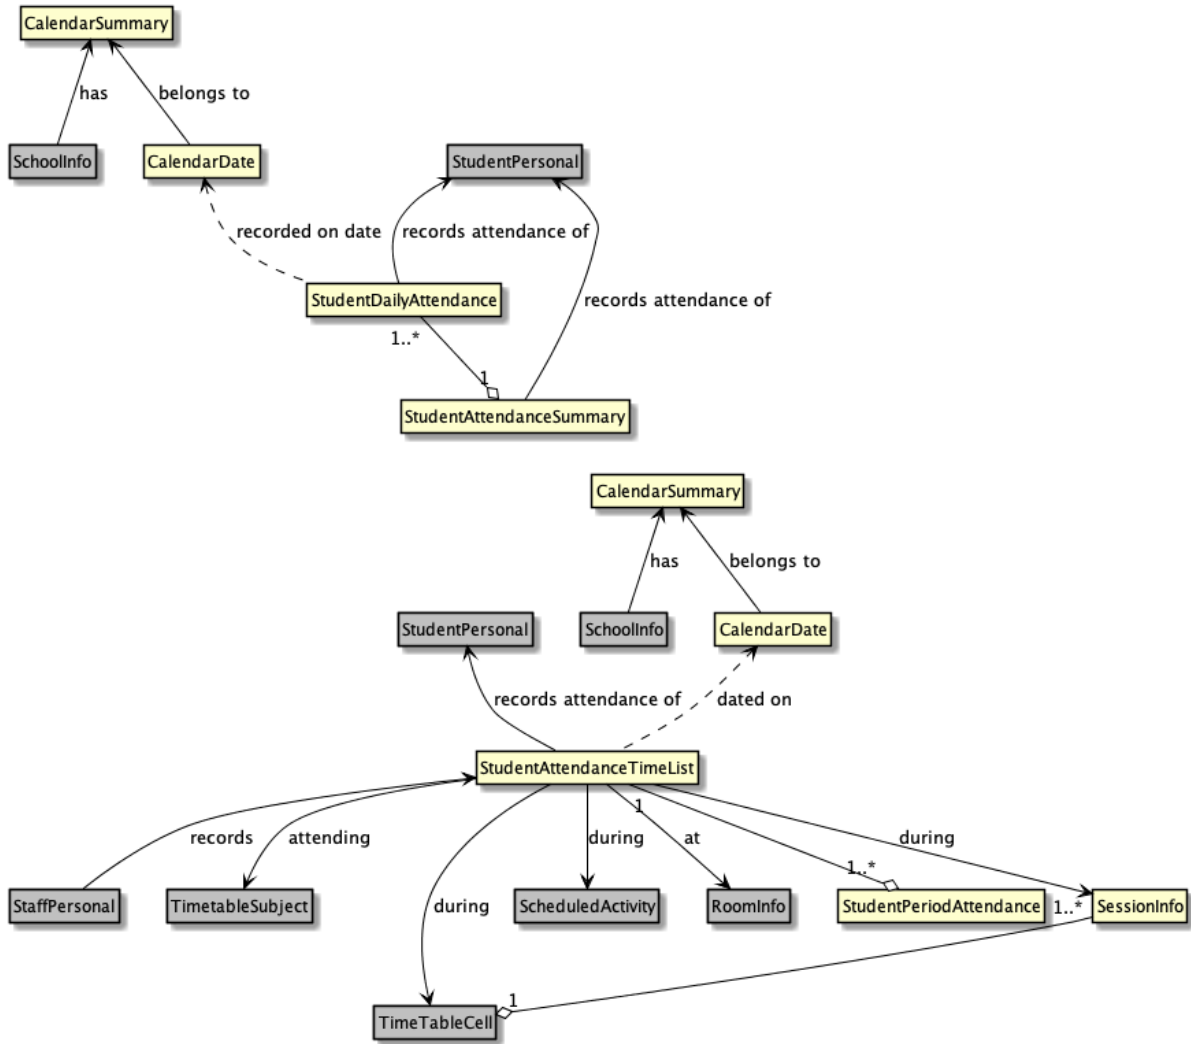 CalendarSummary
has
belongs to
SchoolInfo
CalendarDate
StudentPersonal
recorded on date
records attendance of
StudentDailyAttendance
records attendance of
1..*
1
StudentAttendanceSummary
CalendarSummary
has
belongs to
StudentPersonal
SchoolInfo
CalendarDate
records attendance of
dated on
StudentAttendanceTimeList
1
records
attending
during
at
during
1..*
StaffPersonal
TimetableSubject
during
ScheduledActivity
RoomInfo
StudentPeriodAttendance
1..*
SessionInfo
1
TimeTableCell